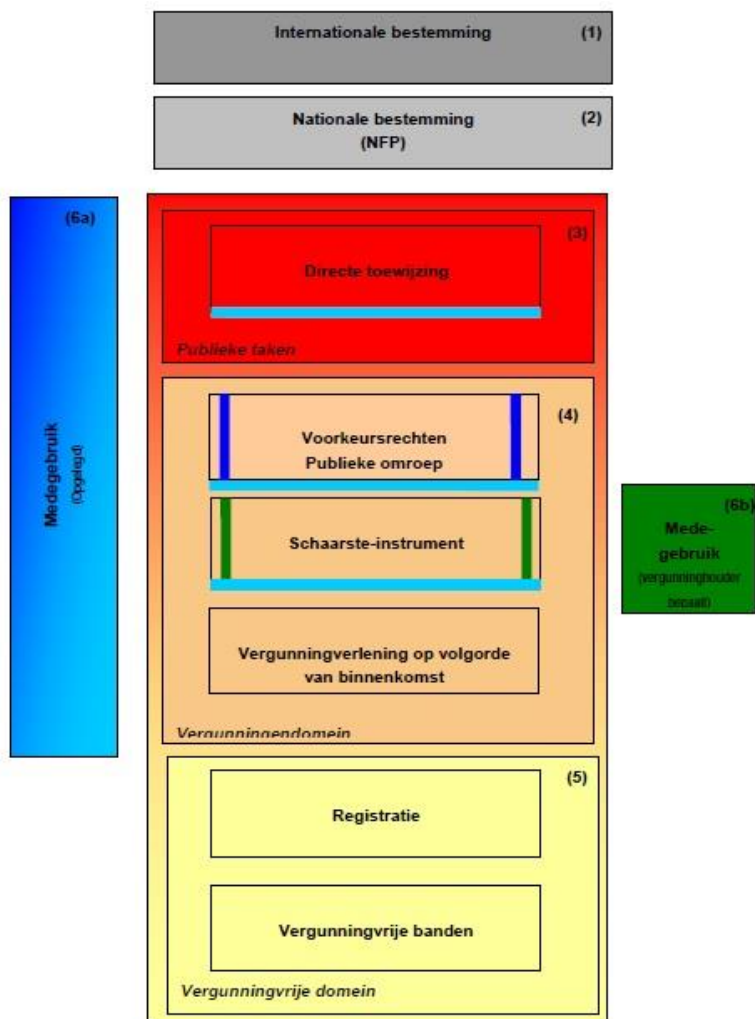 Internationale bestemming (1)
Nationale bestemming (2)
(NFP)
(6a)
Medegebruik
(Opgelegd)
(3)
Directe toewijzing
Publieke taken
(4)
Voorkeursrechten
Publieke omroep
Schaarste-instrument
Vergunningverlening op volgorde
van binnenkomst
Vergunningendomein
(6b)
Mede-
gebruik
(vergunninghouder
bepaalt)
(5)
Registratie
Vergunningvrije banden
Vergunningvrije domein